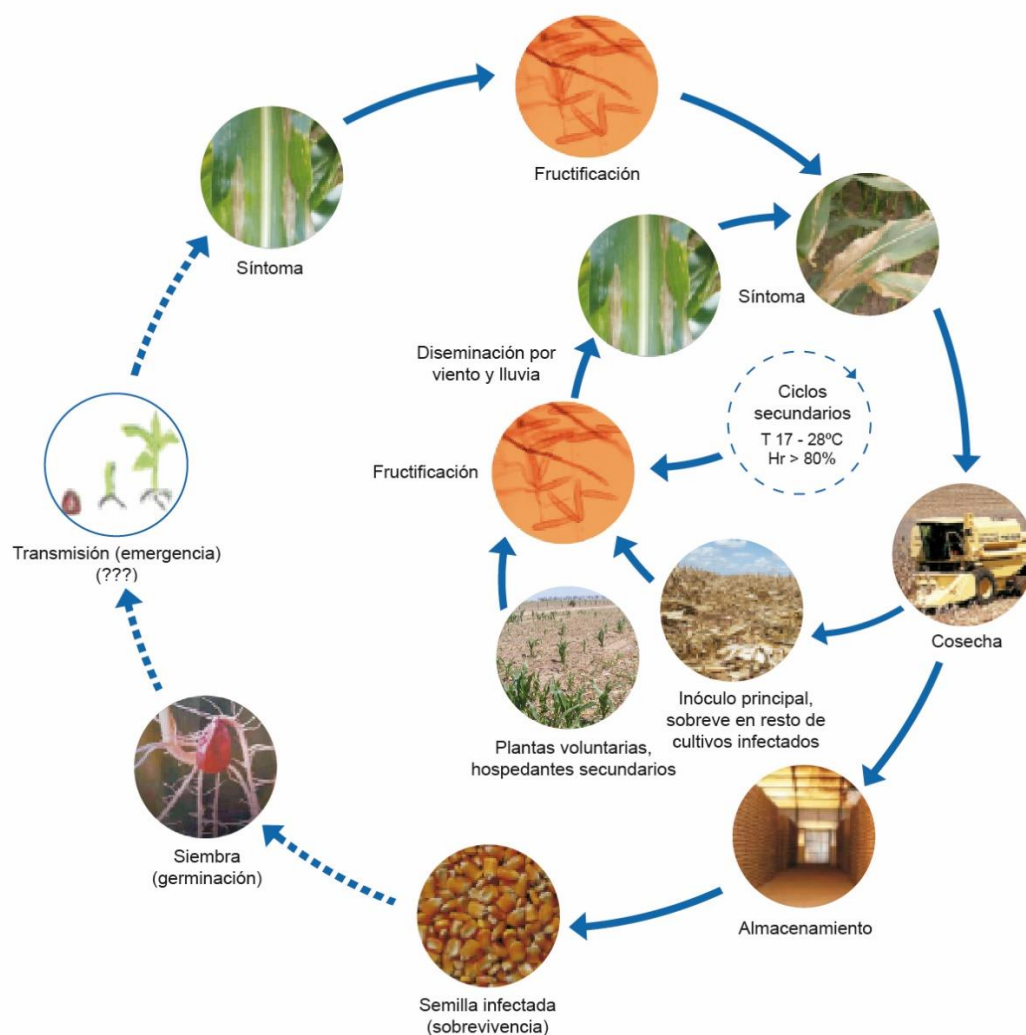 Fructificación
Síntoma
Síntoma
Diseminación por
viento y lluvia
Ciclos
secundarios
T 17 - 28ºC
Hr > 80%
Fructificación
Transmisión (emergencia)
(???)
Cosecha
Inóculo principal,
sobreve en resto de
cultivos infectados
Plantas voluntarias,
hospedantes secundarios
Siembra
(germinación)
Almacenamiento
Semilla infectada
(sobrevivencia)